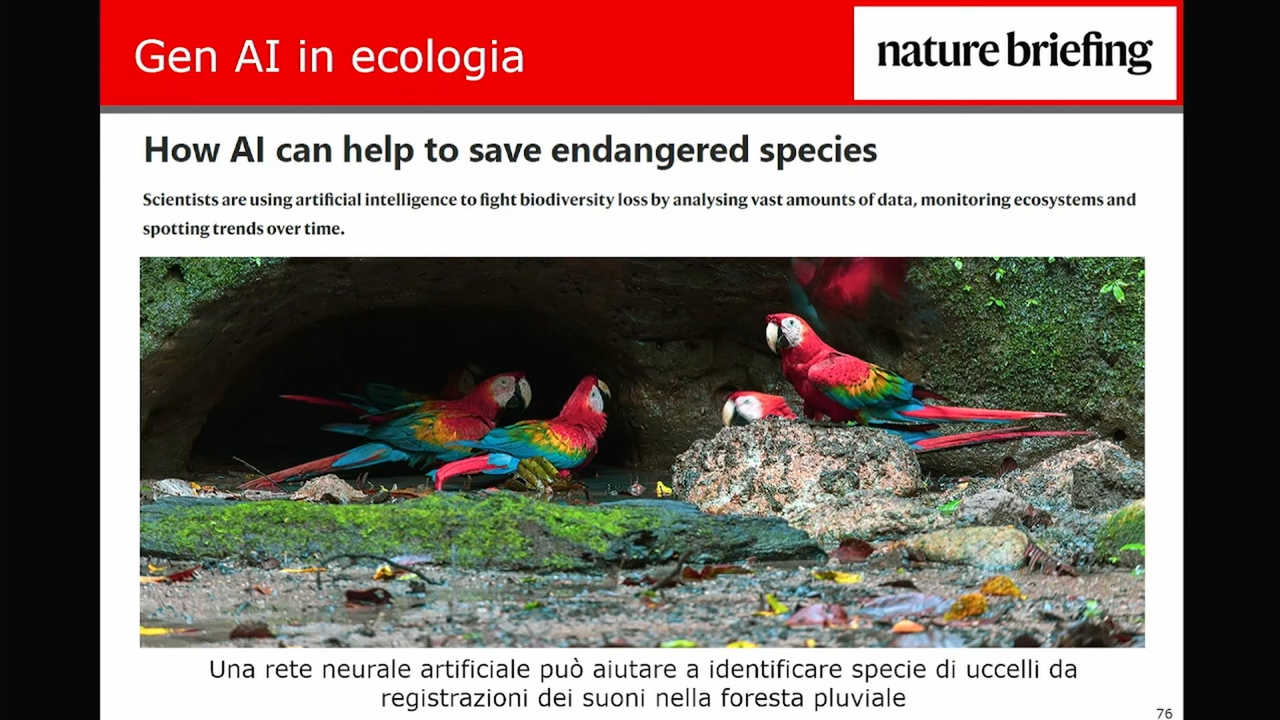 Gen AI in ecologia
nature briefing
How AI can help to save endangered species
Scientists are using artificial intelligence to fight biodiversity loss by analysing vast amounts of data, monitoring ecosystems and
spotting trends over time.
Una rete neurale artificiale può aiutare a identificare specie di uccelli da
registrazioni dei suoni nella foresta pluviale
76